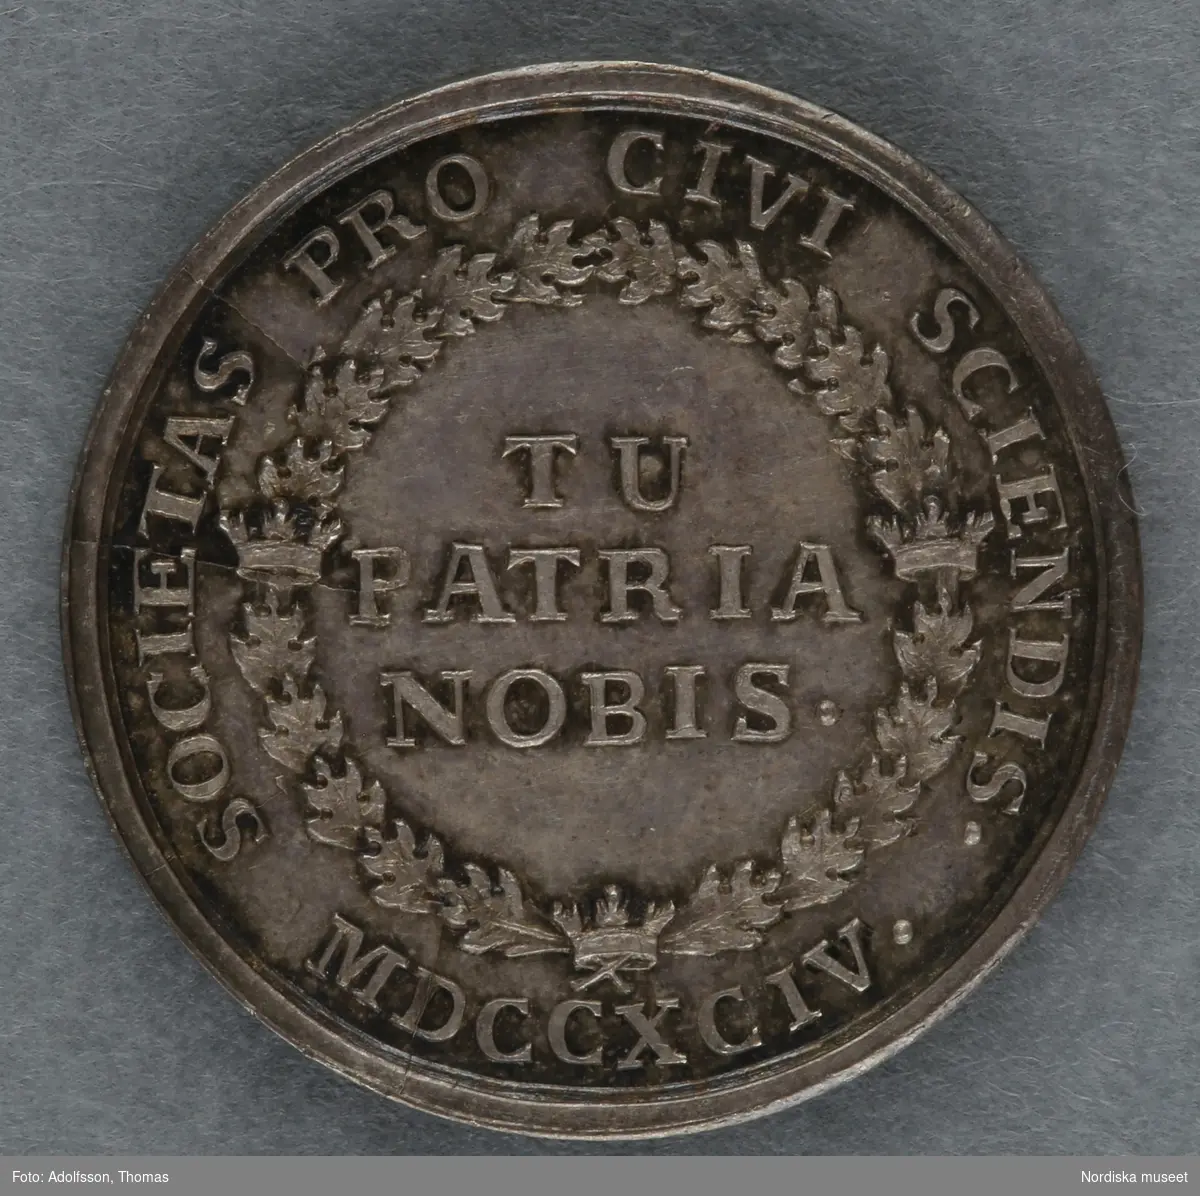 SOCIETAS PRO CIVI SCIENDIS.
TU
PATRIA
NOBIS.
MDCCXCIV.
Foto: Adolfsson, Thomas
Nordiska museet